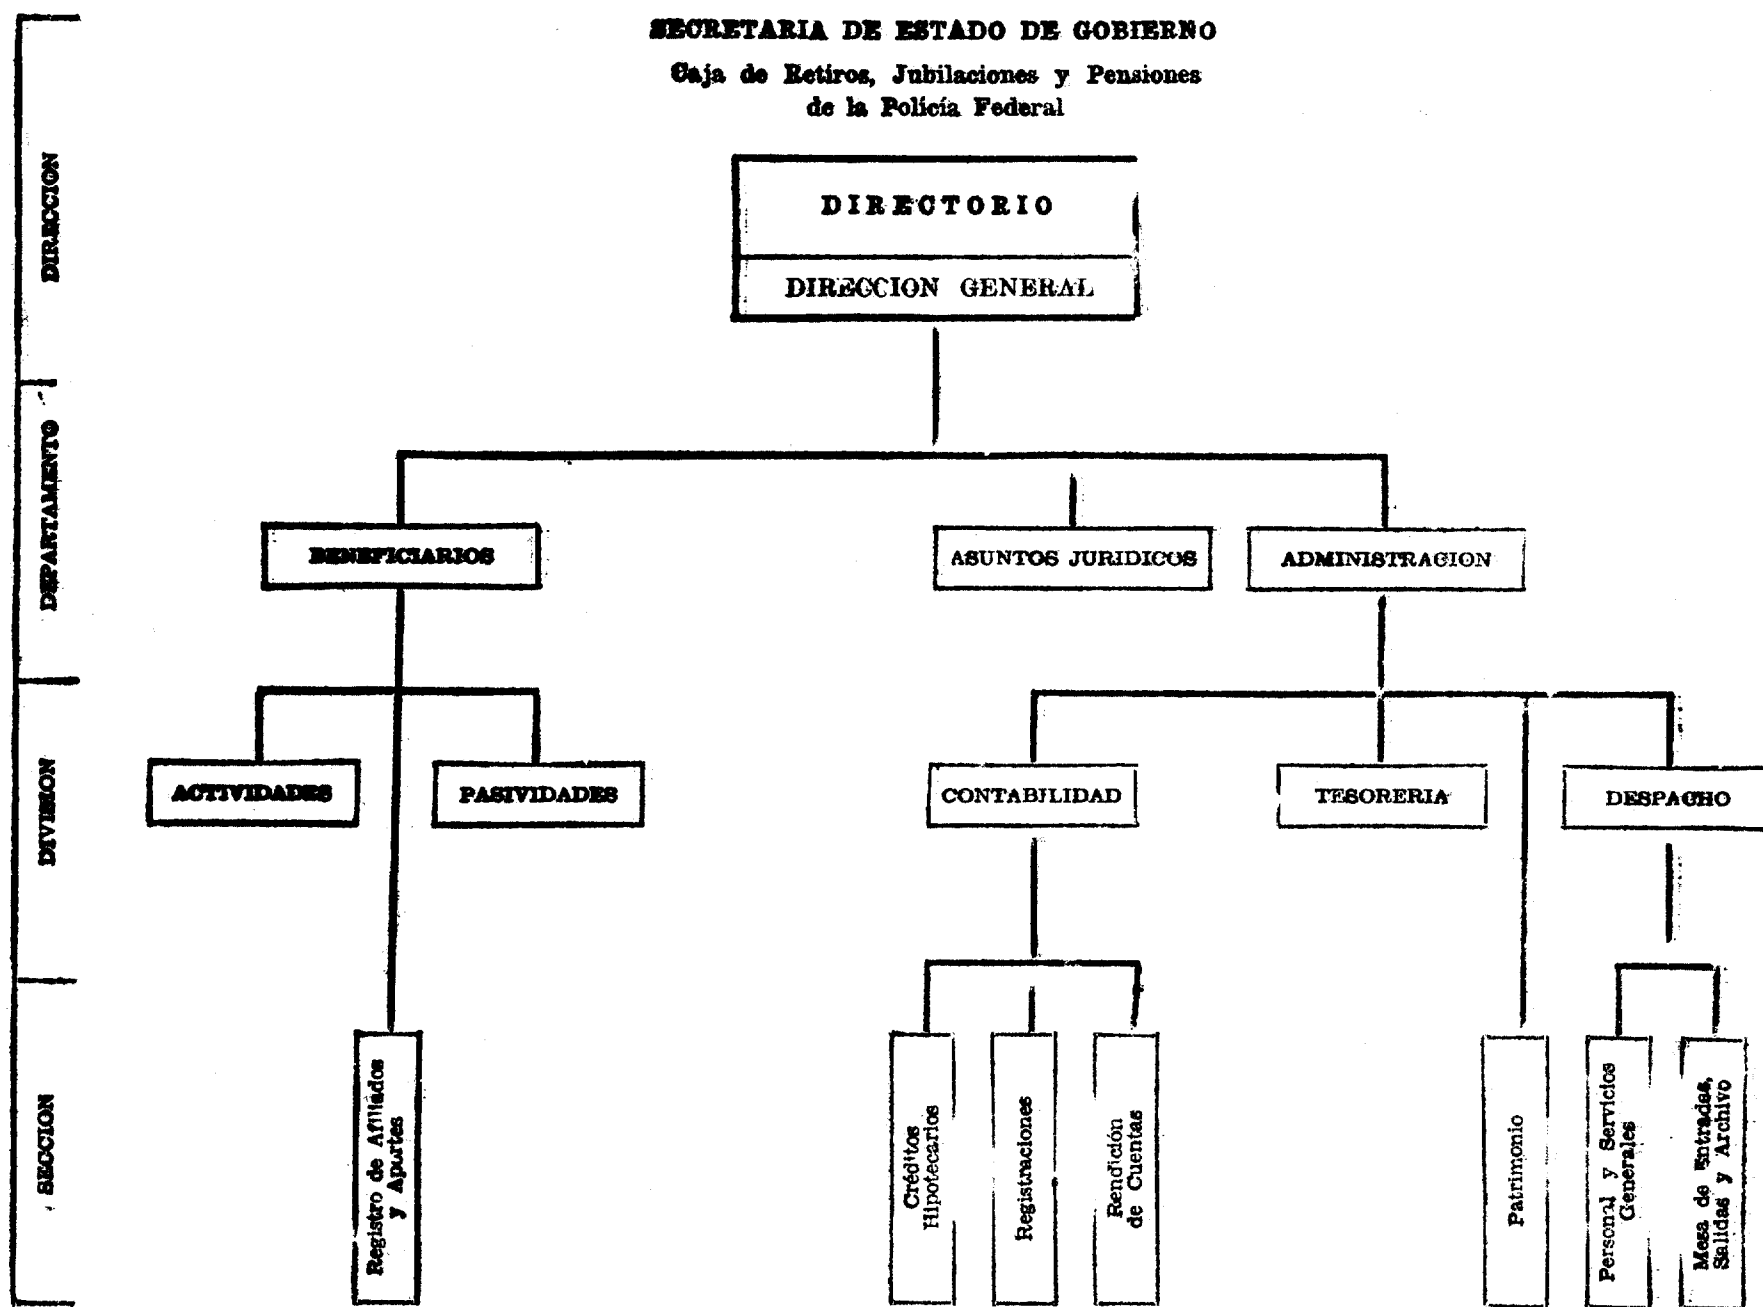 SECRETARIA DE ESTADO DE GOBIERNO
Caja de Retiros, Jubilaciones y Pensiones
de la Policía Federal
DIRECCION
DIRECTORIO
DIRECCION GENERAL
DEPARTAMENTO
BENEFICIARIOS
ASUNTOS JURIDICOS
ADMINISTRACION
DIVISION
ACTIVIDADES
PASIVIDADES
CONTABILIDAD
TESORERIA
DESPACHO
SECCION
Registro de Afiliados
y Aportes
Créditos
Hipotecarios
Registraciones
Rendición
de Cuentas
Patrimonio
Personal y Servicios
Generales
Mesa de Entradas,
Salidas y Archivo